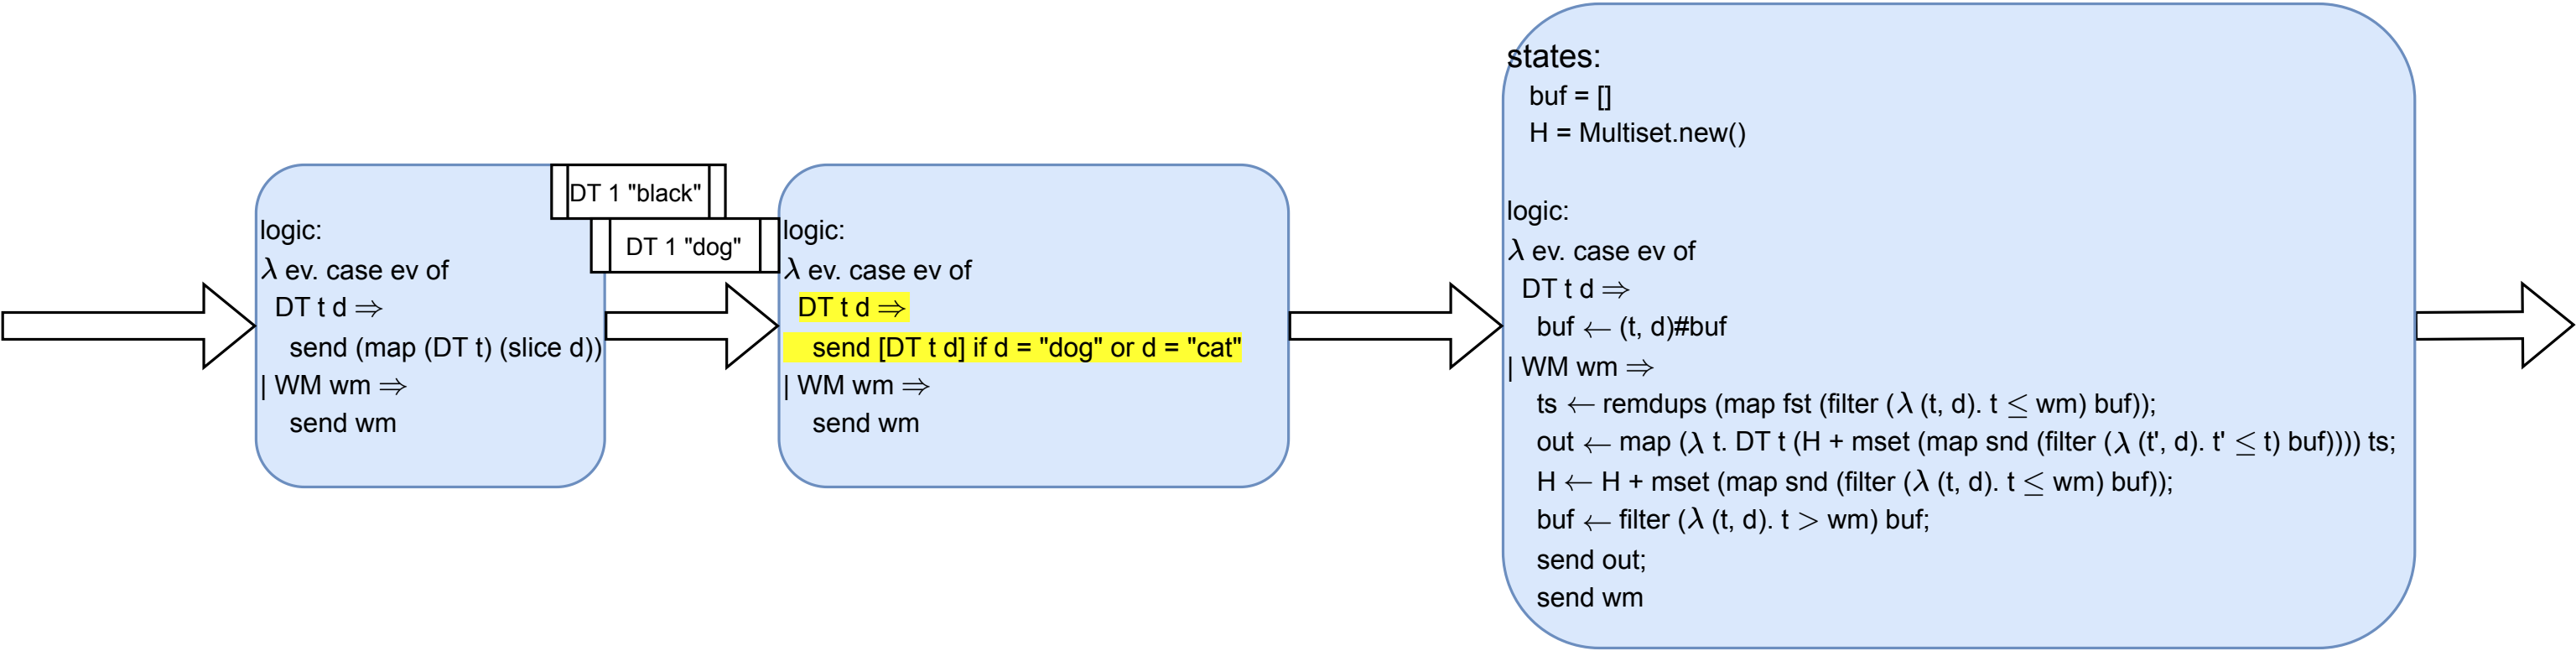 logic:
λ ev. case ev of
DT t d ⇒
send (map (DT t) (slice d))
| WM wm ⇒
send wm
DT 1 "black"
DT 1 "dog"
logic:
λ ev. case ev of
DT t d ⇒
send [DT t d] if d = "dog" or d = "cat"
| WM wm ⇒
send wm
states:
buf = []
H = Multiset.new()
logic:
λ ev. case ev of
DT t d ⇒
buf ← (t, d)#buf
| WM wm ⇒
ts ← remdups (map fst (filter (λ (t, d). t ≤ wm) buf));
out ← map (λ t. DT t (H + mset (map snd (filter (λ (t', d). t' ≤ t) buf)))) ts;
H ← H + mset (map snd (filter (λ (t, d). t ≤ wm) buf));
buf ← filter (λ (t, d). t > wm) buf;
send out;
send wm